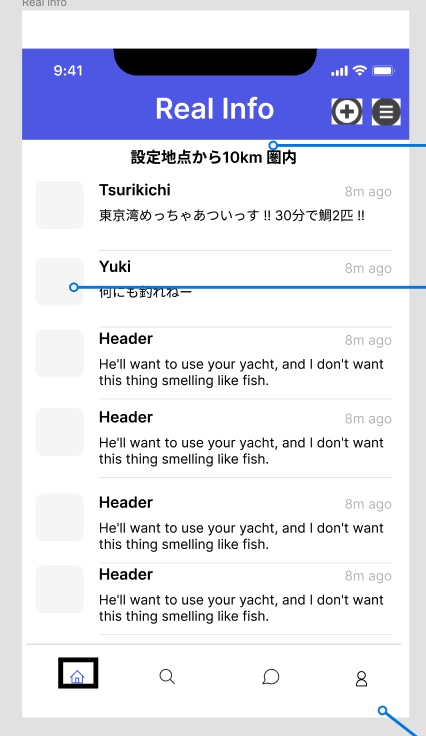 Real Info
9:41
Real Info
設定地点から10km 圏内
Tsurikichi
8m ago
東京湾めっちゃあついっす !! 30分で鯛2匹 !!
Yuki
8m ago
何にも釣れねー
Header
8m ago
He'll want to use your yacht, and I don't want
this thing smelling like fish.
Header
8m ago
He'll want to use your yacht, and I don't want
this thing smelling like fish.
Header
8m ago
He'll want to use your yacht, and I don't want
this thing smelling like fish.
Header
8m ago
He'll want to use your yacht, and I don't want
this thing smelling like fish.